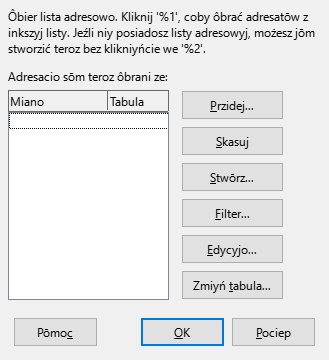 Ôbier lista adresowo. Kliknij '%1', coby ôbrać adresatōw z
inkszyj listy. Jeźli niy posiadosz listy adresowyj, możesz jōm
stworzić teroz bez klikniyńcie we '%2'.
Adresacio sōm teroz ôbrani ze:
Miano Tabula
Przidej...
Skasuj
Stwōrz...
Filter...
Edycyjo...
Zmiyń tabula...
Pōmoc OK Pociep